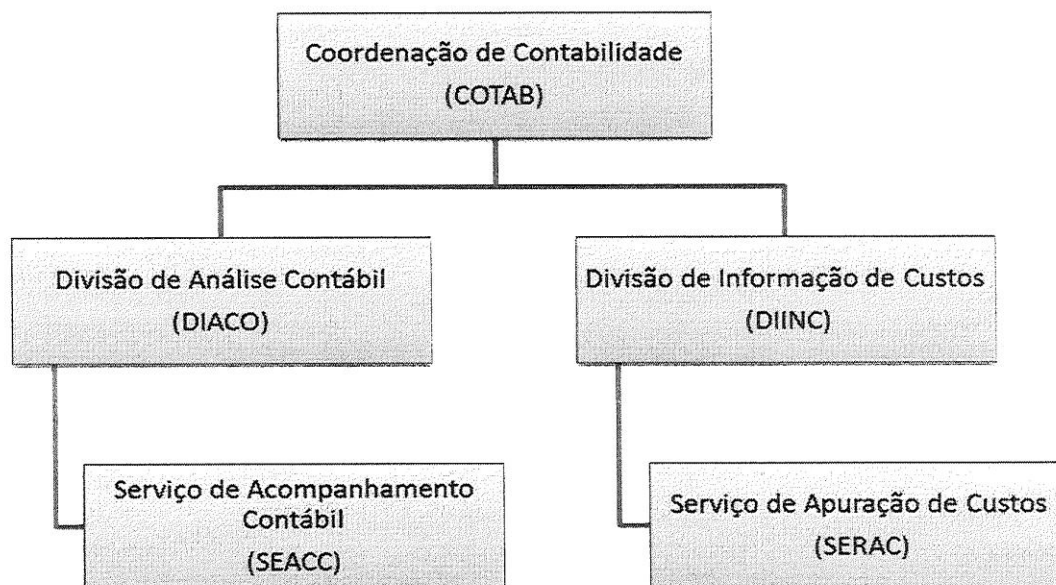 Coordenação de Contabilidade
(COTAB)
Divisão de Análise Contábil
(DIACO)
Divisão de Informação de Custos
(DIINC)
Serviço de Acompanhamento
Contábil
(SEACC)
Serviço de Apuração de Custos
(SERAC)